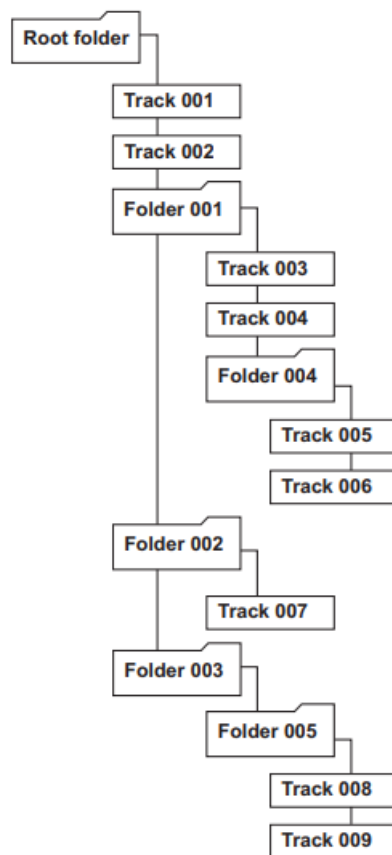 Root folder
Track 001
Track 002
Folder 001
Track 003
Track 004
Folder 004
Track 005
Track 006
Folder 002
Track 007
Folder 003
Folder 005
Track 008
Track 009